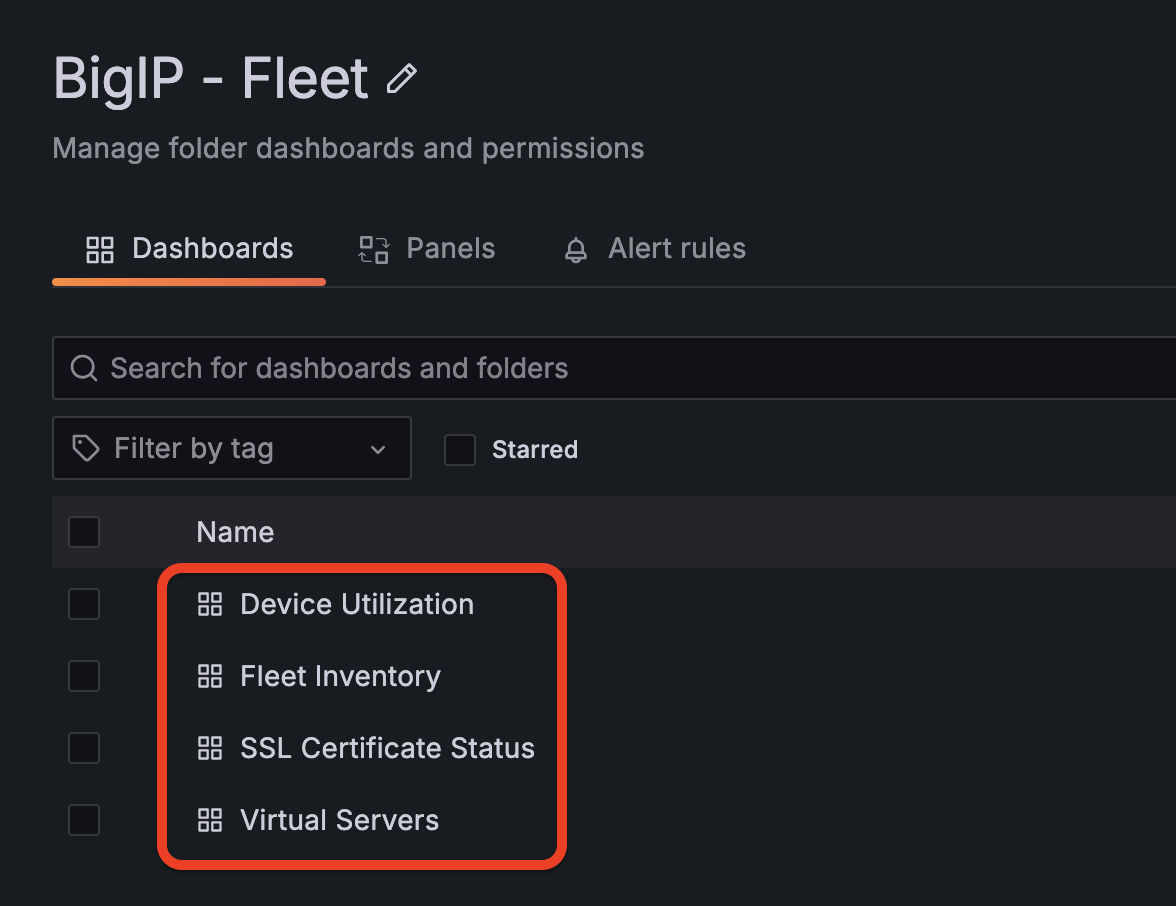 BigIP - Fleet
Manage folder dashboards and permissions
Dashboards Panels Alert rules
Search for dashboards and folders
Filter by tag Starred
Name
Device Utilization
Fleet Inventory
SSL Certificate Status
Virtual Servers